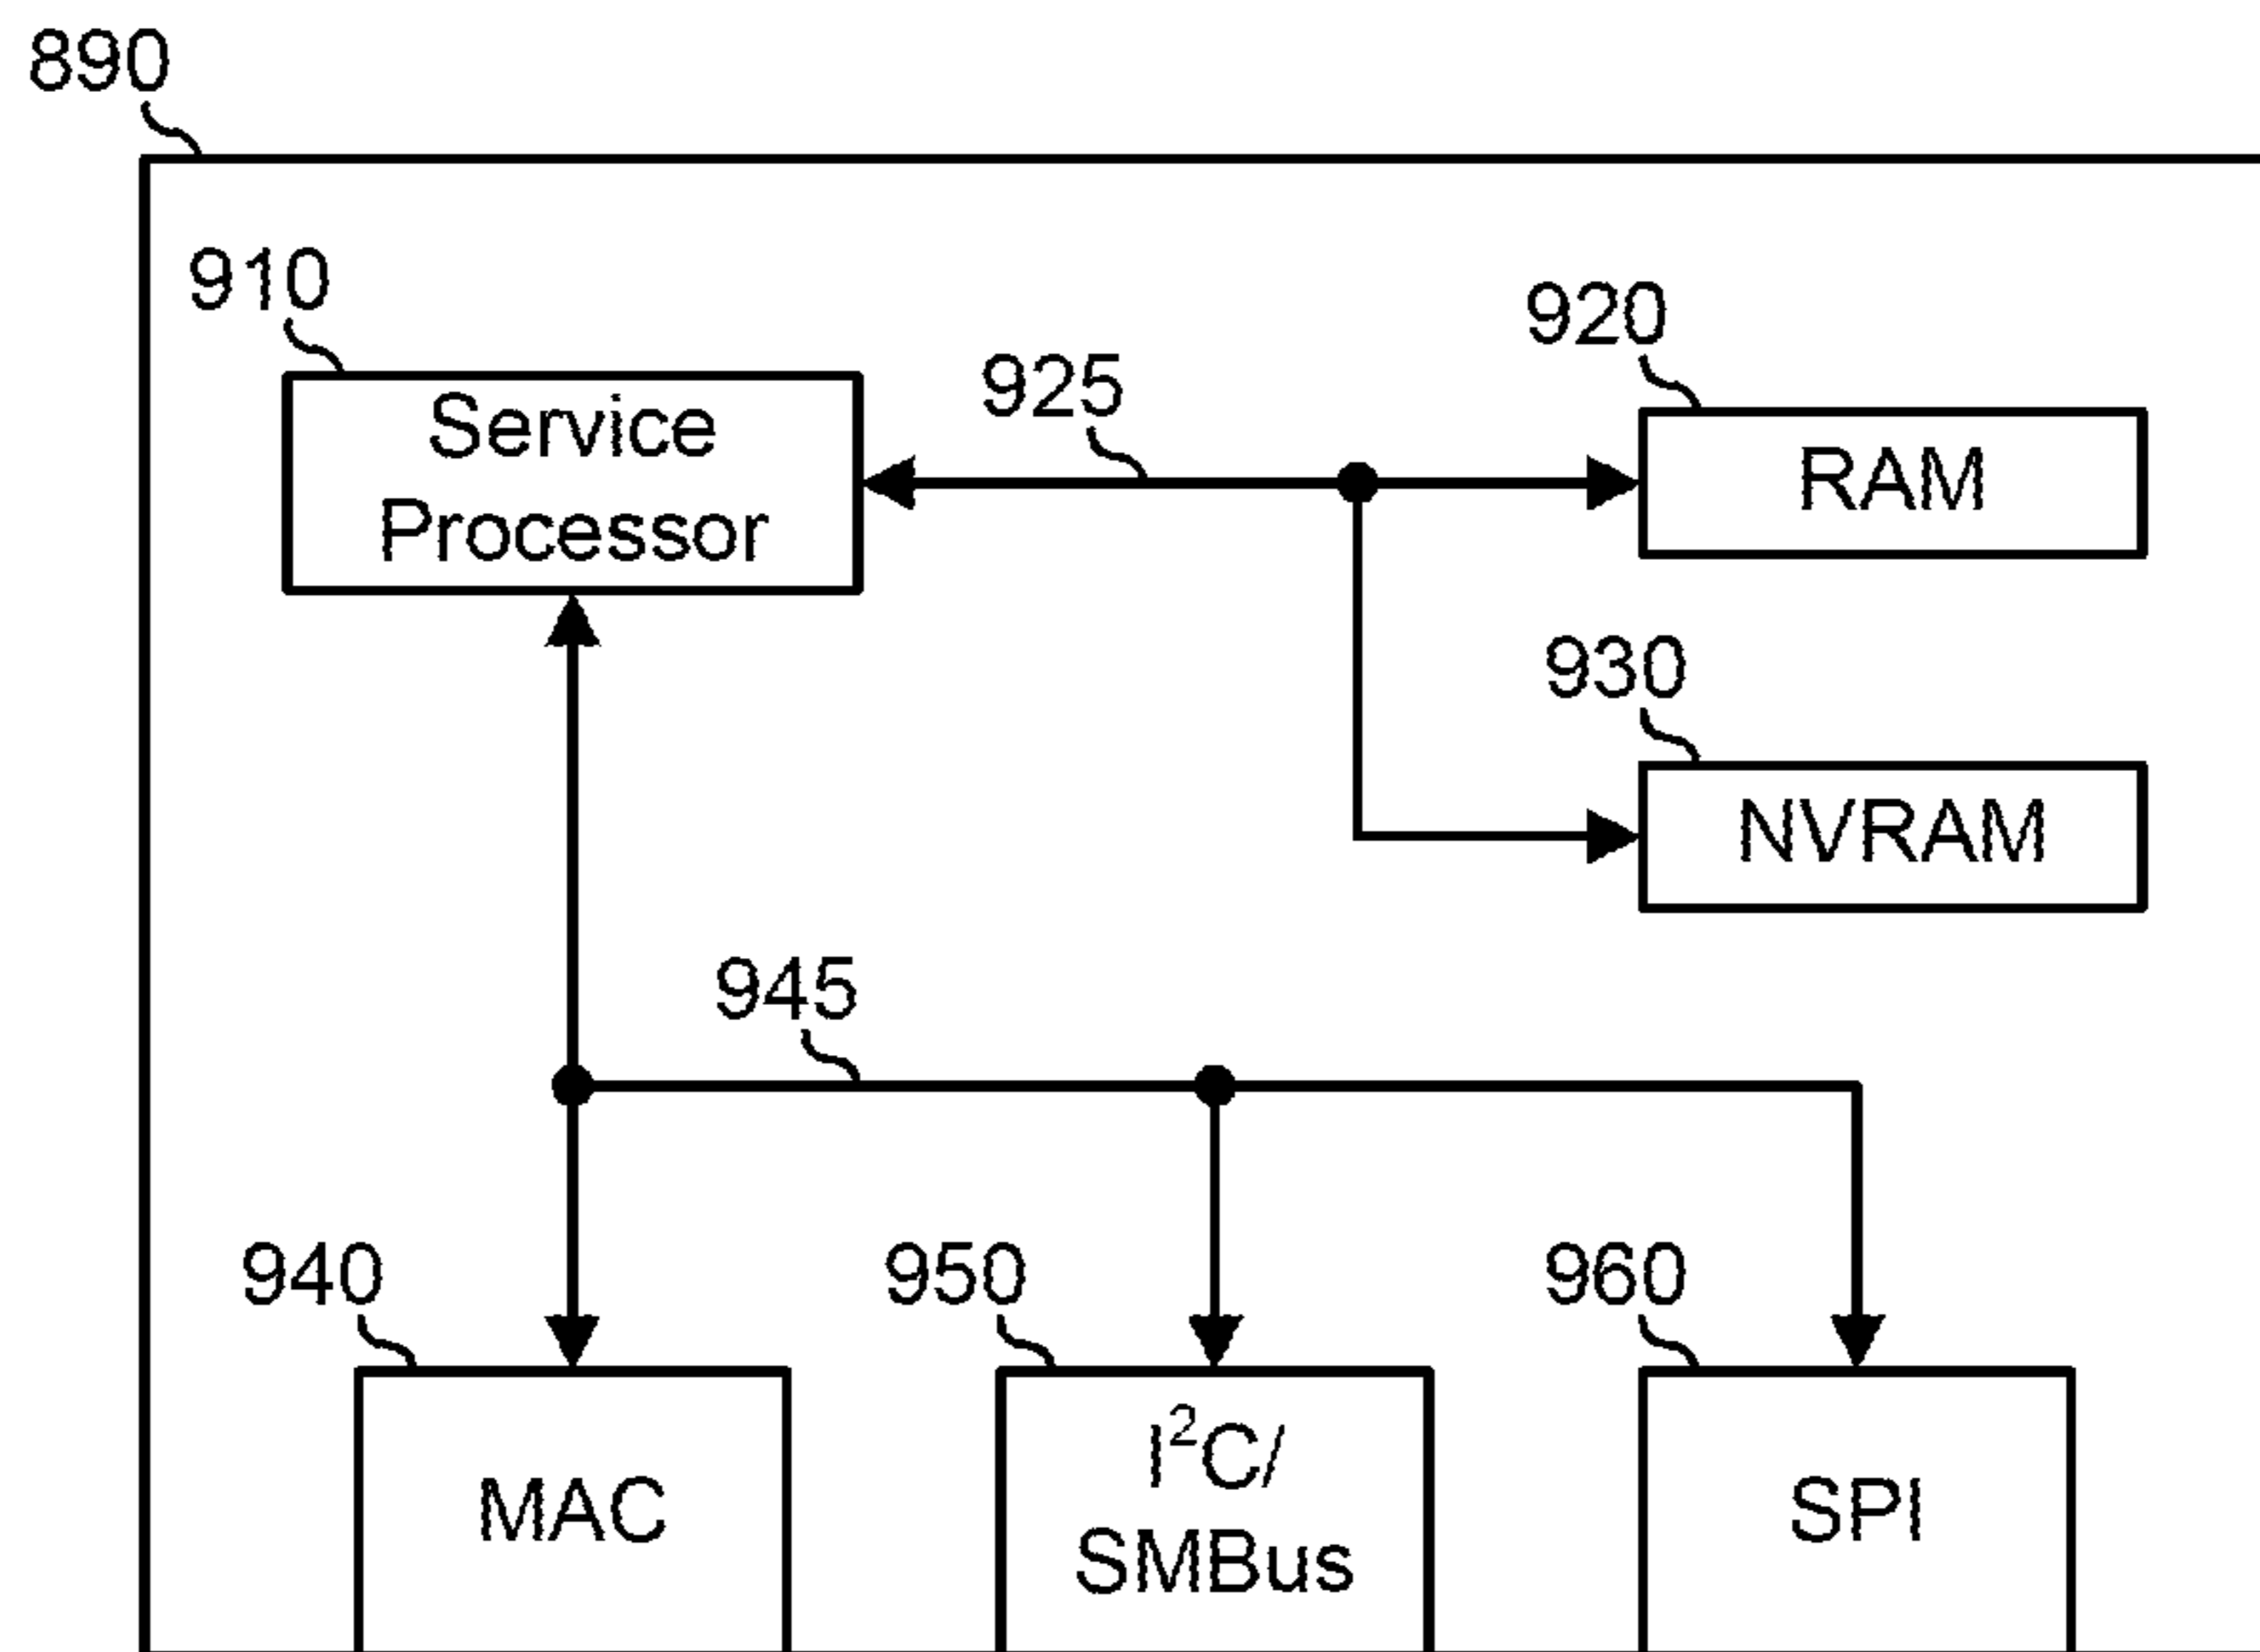 890
910
920
925
Service
Processor
RAM
930
NVRAM
945
940
950
960
MAC
I²C/
SMBus
SPI